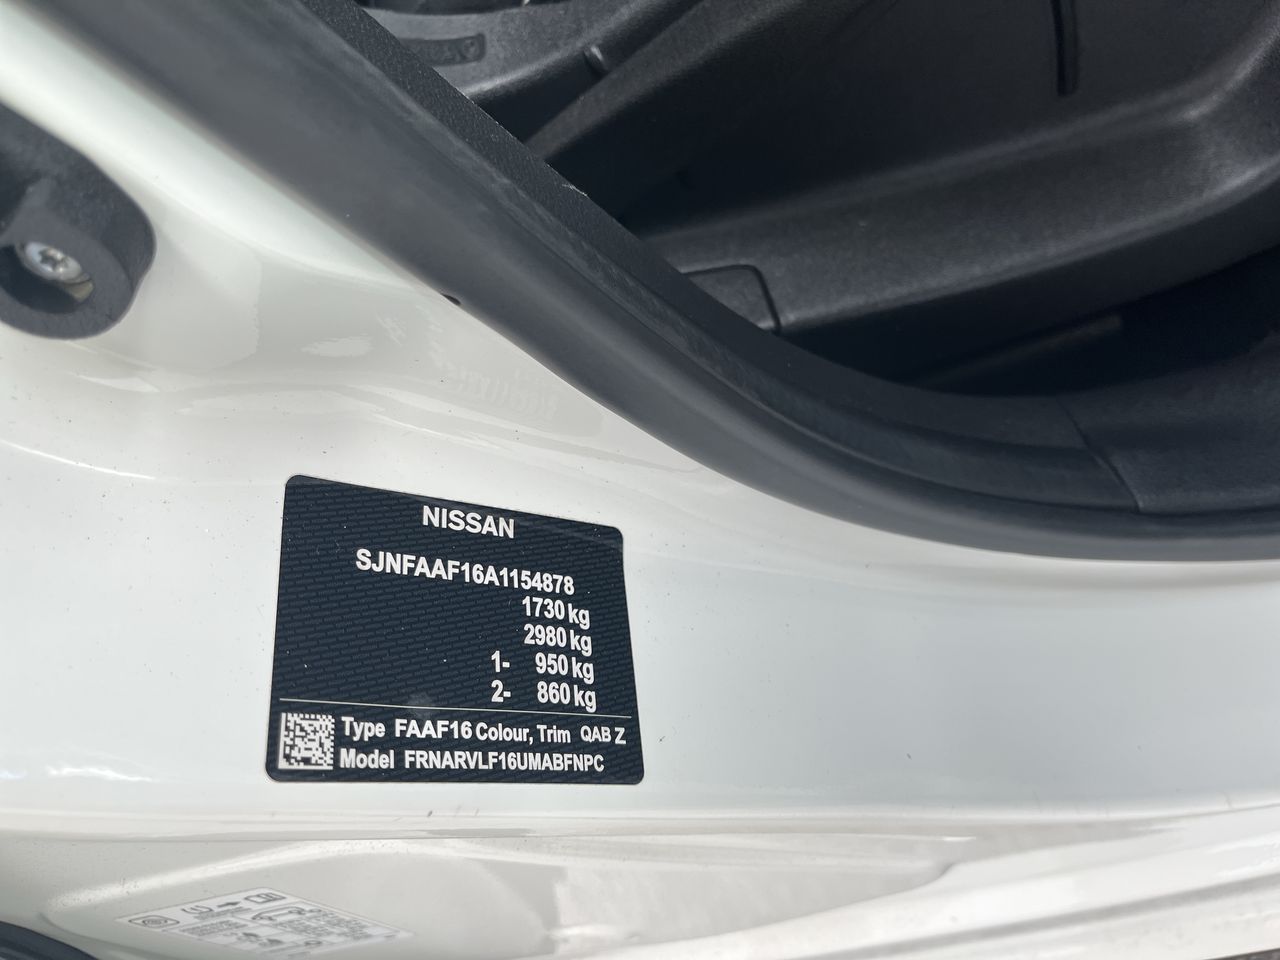 NISSAN
SJNFAAF16A1154878
1730 kg
2980 kg
1- 950 kg
2- 860 kg
Type FAAF16 Colour, Trim QAB Z
Model FRNARVLF16UMABFNPC